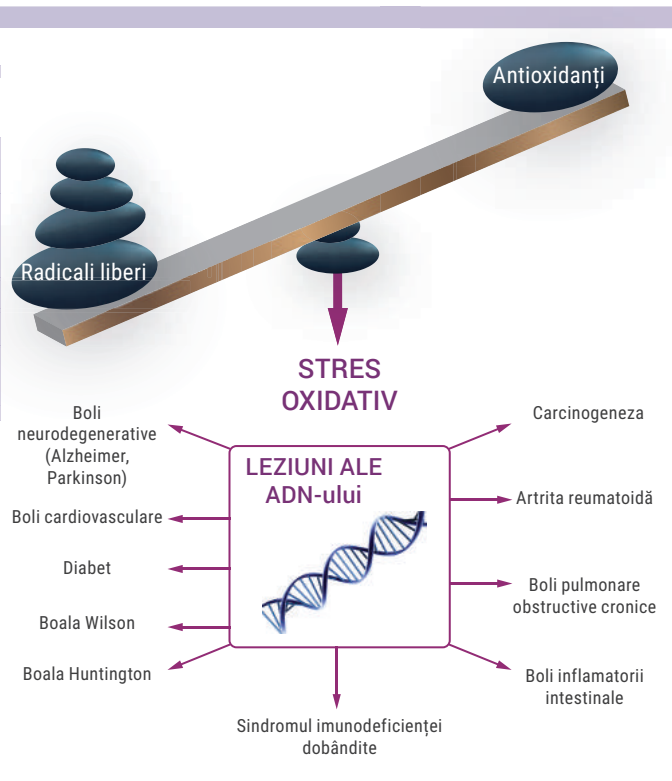 Antioxidanți
Radicali liberi
STRES
OXIDATIV
LEZIUNI ALE
ADN-ului
Boli
neurodegenerative
(Alzheimer,
Parkinson)
Boli cardiovasculare
Diabet
Boala Wilson
Boala Huntington
Carcinogeneza
Artrita reumatoidă
Boli pulmonare
obstructive cronice
Boli inflamatorii
intestinale
Sindromul imunodeficienței
dobândite